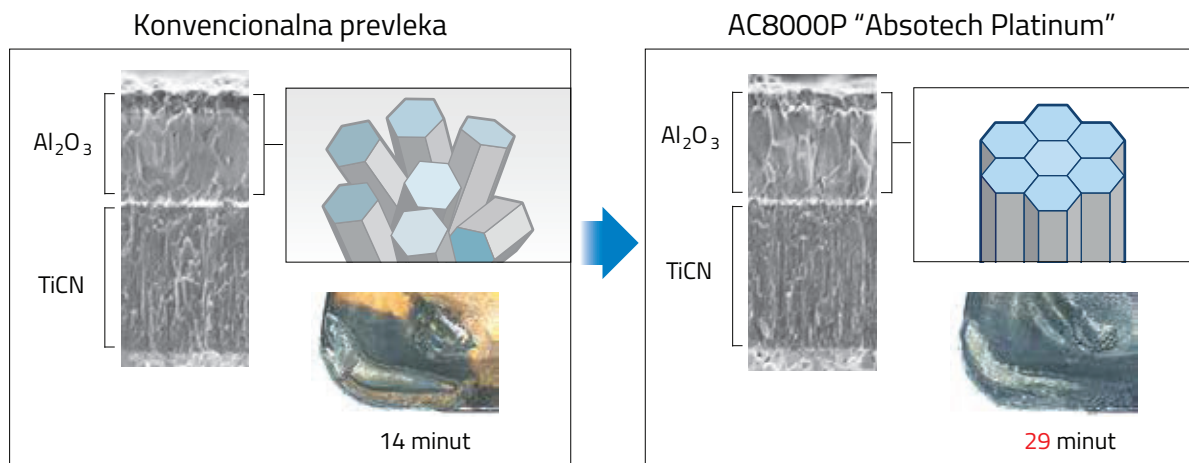 Konvencionalna prevleka
Al₂O₃
TiCN
14 minut
AC8000P “Absotech Platinum”
Al₂O₃
TiCN
29 minut